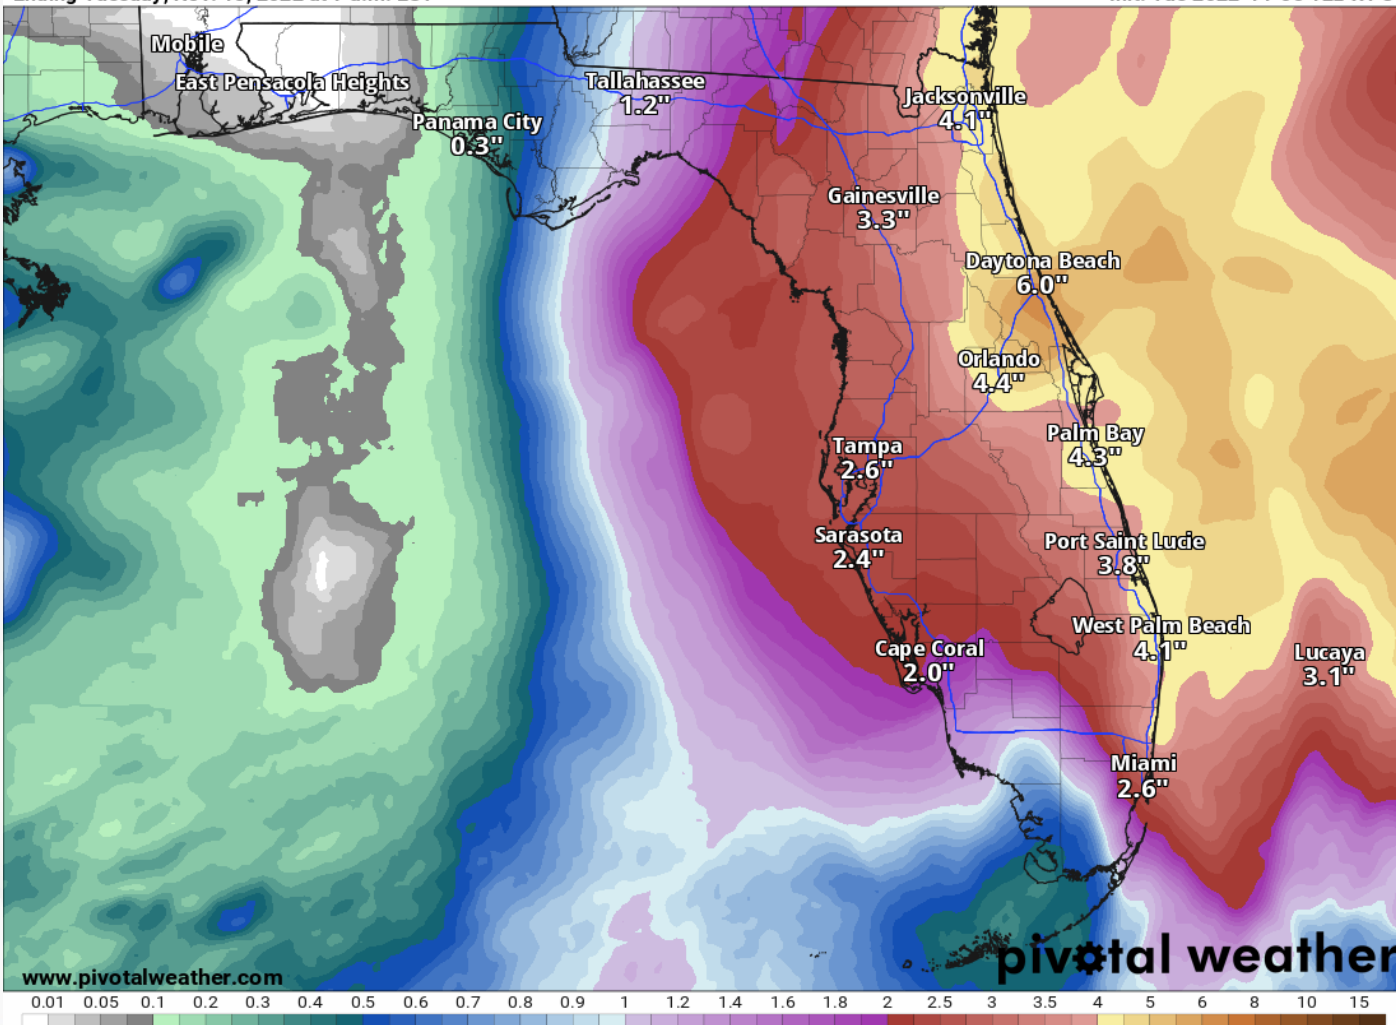 Mobile
East Pensacola Heights
Tallahassee
1.2"
Jacksonville
4.1"
Panama City
0.3"
Gainesville
3.3"
Daytona Beach
6.0"
Orlando
4.4"
Palm Bay
4.3"
Tampa
2.6"
Sarasota
2.4"
Port Saint Lucie
3.8"
West Palm Beach
4.1"
Cape Coral
2.0"
Lucaya
3.1"
Miami
2.6"
pivotal weather
www.pivotalweather.com
0.01 0.05 0.1 0.2 0.3 0.4 0.5 0.6 0.7 0.8 0.9 1 1.2 1.4 1.6 1.8 2 2.5 3 3.5 4 5 6 8 10 15